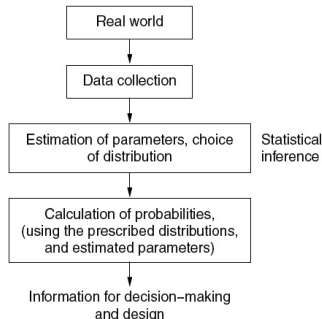 Real world
Data collection
Estimation of parameters, choice
of distribution
Statistical
inference
Calculation of probabilities,
(using the prescribed distributions,
and estimated parameters)
Information for decision–making
and design